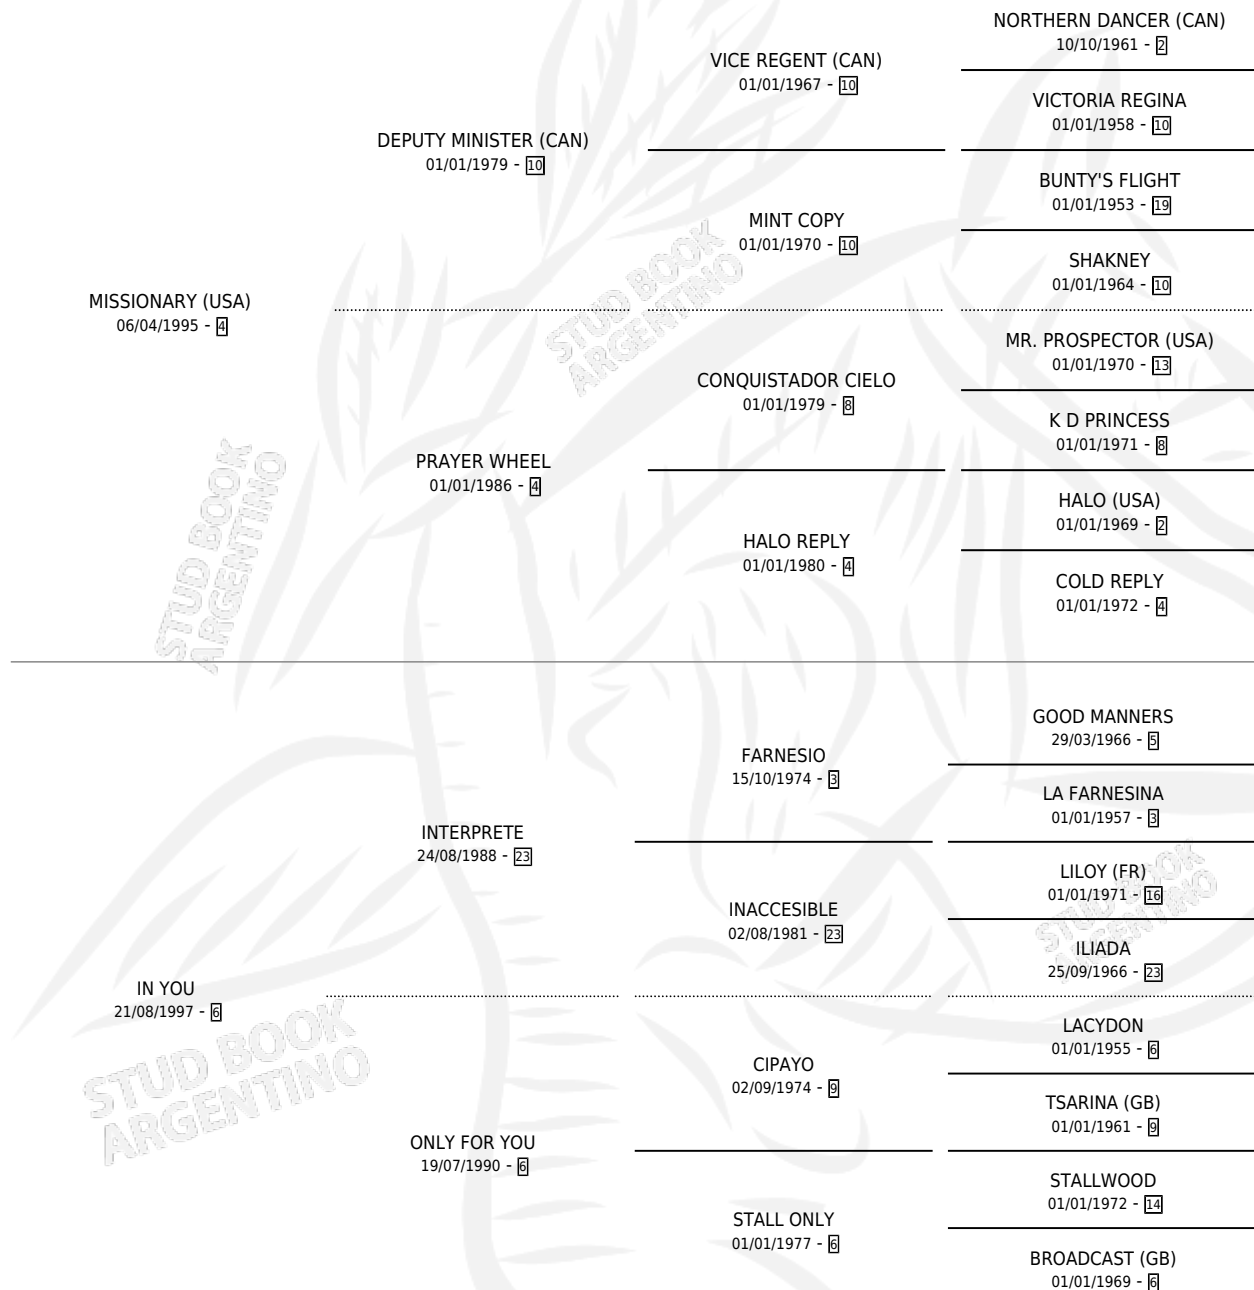 NORTHERN DANCER (CAN)
10/10/1961 - 2
VICE REGENT (CAN)
01/01/1967 - 10
VICTORIA REGINA
01/01/1958 - 10
DEPUTY MINISTER (CAN)
01/01/1979 - 10
BUNTY'S FLIGHT
01/01/1953 - 19
MINT COPY
01/01/1970 - 10
SHAKNEY
01/01/1964 - 10
MISSIONARY (USA)
06/04/1995 - 4
MR. PROSPECTOR (USA)
01/01/1970 - 13
CONQUISTADOR CIELO
01/01/1979 - 8
K D PRINCESS
01/01/1971 - 8
PRAYER WHEEL
01/01/1986 - 4
HALO (USA)
01/01/1969 - 2
HALO REPLY
01/01/1980 - 4
COLD REPLY
01/01/1972 - 4
GOOD MANNERS
29/03/1966 - 5
FARNESIO
15/10/1974 - 3
LA FARNESINA
01/01/1957 - 3
INTERPRETE
24/08/1988 - 23
LILOY (FR)
01/01/1971 - 16
INACCESIBLE
02/08/1981 - 23
ILIADA
25/09/1966 - 23
IN YOU
21/08/1997 - 6
LACYDON
01/01/1955 - 6
CIPAYO
02/09/1974 - 9
TSARINA (GB)
01/01/1961 - 9
ONLY FOR YOU
19/07/1990 - 6
STALLWOOD
01/01/1972 - 14
STALL ONLY
01/01/1977 - 6
BROADCAST (GB)
01/01/1969 - 6
STUD BOOK
ARGENTINO
STUD BOOK
ARGENTINO
STUD BOOK
ARGENTINO
STUD BOOK
ARGENTINO